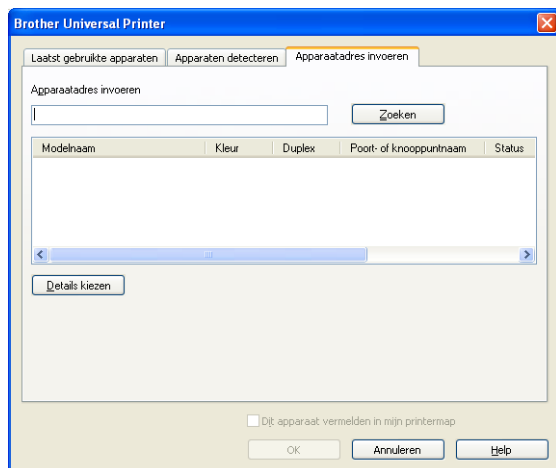 Brother Universal Printer
Laatst gebruikte apparaten Apparaten detecteren Apparaatadres invoeren
Apparaatadres invoeren
Zoeken
Modelnaam Kleur Duplex Poort- of knooppuntnaam Status
Details kiezen
Dit apparaat vermelden in mijn printermap
OK Annuleren Help